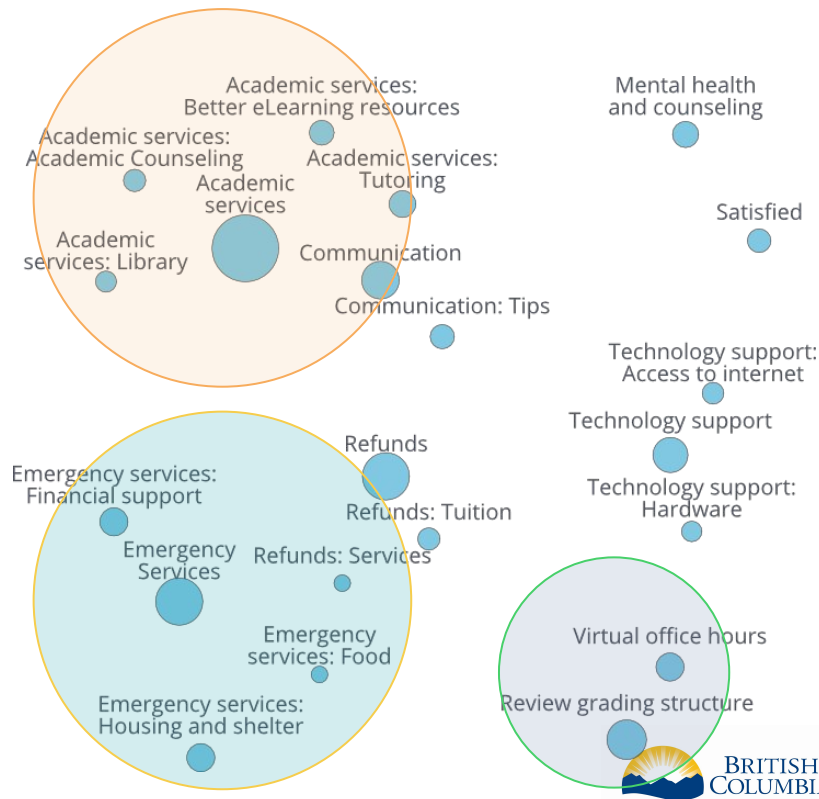 Academic services:
Better eLearning resources
Mental health
and counseling
Academic services:
Academic Counseling
Academic services:
Tutoring
Academic
services
Satisfied
Academic
services: Library
Communication
Communication: Tips
Technology support:
Access to internet
Technology support
Refunds
Emergency services:
Financial support
Technology support:
Hardware
Refunds: Tuition
Emergency
Services
Refunds: Services
Emergency
services: Food
Virtual office hours
Emergency services:
Housing and shelter
Review grading structure
BRITISH
COLUMBI